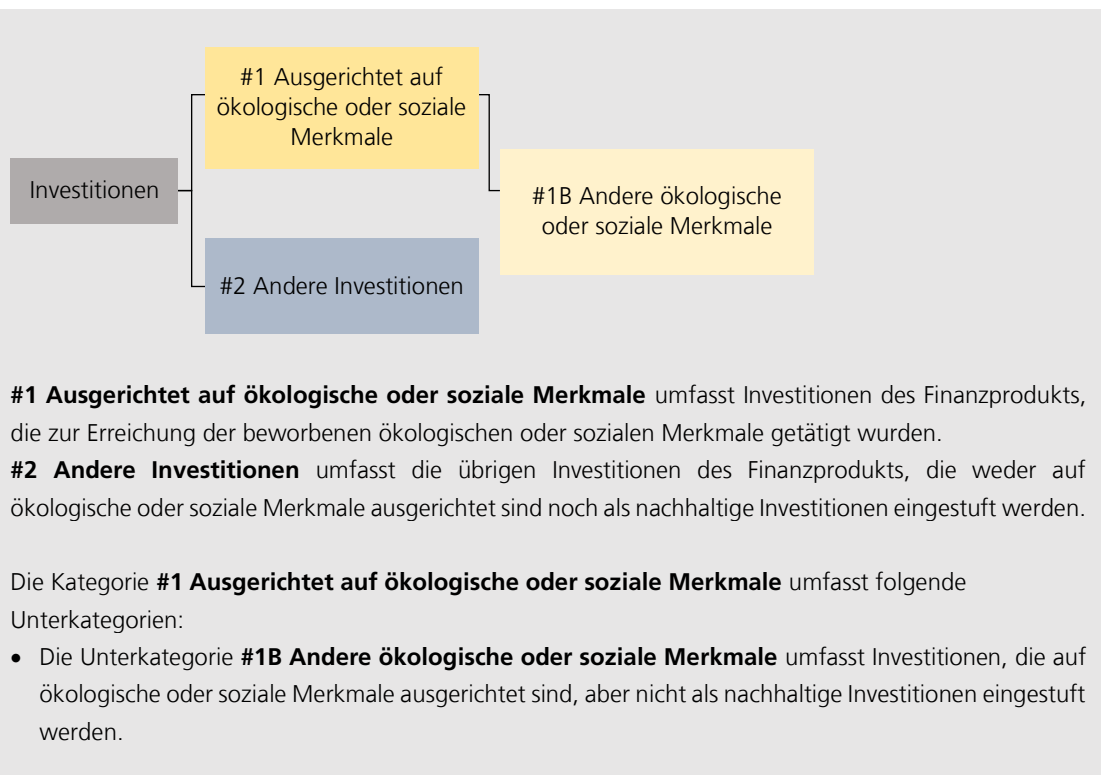 #1 Ausgerichtet auf
ökologische oder soziale
Merkmale
Investitionen
#1B Andere ökologische
oder soziale Merkmale
#2 Andere Investitionen
#1 Ausgerichtet auf ökologische oder soziale Merkmale umfasst Investitionen des Finanzprodukts,
die zur Erreichung der beworbenen ökologischen oder sozialen Merkmale getätigt wurden.
#2 Andere Investitionen umfasst die übrigen Investitionen des Finanzprodukts, die weder auf
ökologische oder soziale Merkmale ausgerichtet sind noch als nachhaltige Investitionen eingestuft werden.
Die Kategorie #1 Ausgerichtet auf ökologische oder soziale Merkmale umfasst folgende
Unterkategorien:
• Die Unterkategorie #1B Andere ökologische oder soziale Merkmale umfasst Investitionen, die auf
ökologische oder soziale Merkmale ausgerichtet sind, aber nicht als nachhaltige Investitionen eingestuft
werden.